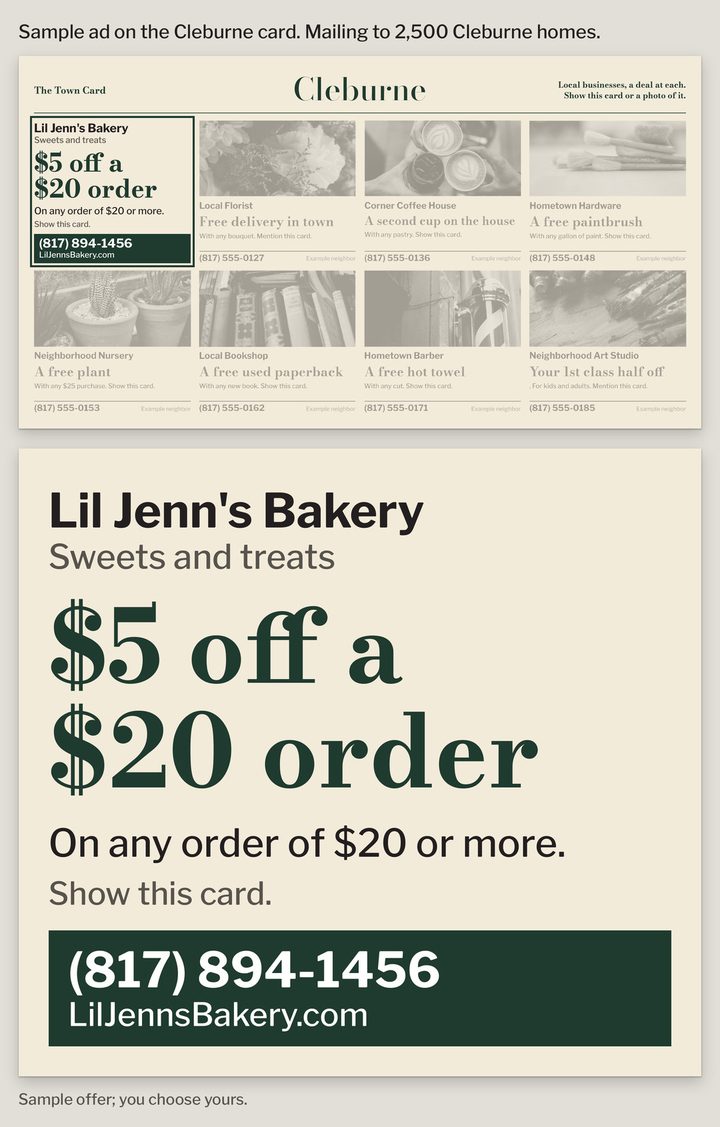 Sample ad on the Cleburne card. Mailing to 2,500 Cleburne homes.
The Town Card
Cleburne
Local businesses, a deal at each.
Show this card or a photo of it.
Lil Jenn's Bakery
Sweets and treats
$5 off a
$20 order
On any order of $20 or more.
Show this card.
(817) 894-1456
LilJennsBakery.com
Local Florist
Free delivery in town
With any bouquet. Mention this card.
(817) 555-0127
Example neighbor
Corner Coffee House
A second cup on the house
With any pastry. Show this card.
(817) 555-0136
Example neighbor
Hometown Hardware
A free paintbrush
With any gallon of paint. Show this card.
(817) 555-0148
Example neighbor
Neighborhood Nursery
A free plant
With any $25 purchase. Show this card.
(817) 555-0153
Example neighbor
Local Bookshop
A free used paperback
With any new book. Show this card.
(817) 555-0162
Example neighbor
Hometown Barber
A free hot towel
With any cut. Show this card.
(817) 555-0171
Example neighbor
Neighborhood Art Studio
Your 1st class half off
For kids and adults. Mention this card.
(817) 555-0185
Example neighbor
Lil Jenn's Bakery
Sweets and treats
$5 off a
$20 order
On any order of $20 or more.
Show this card.
(817) 894-1456
LilJennsBakery.com
Sample offer; you choose yours.